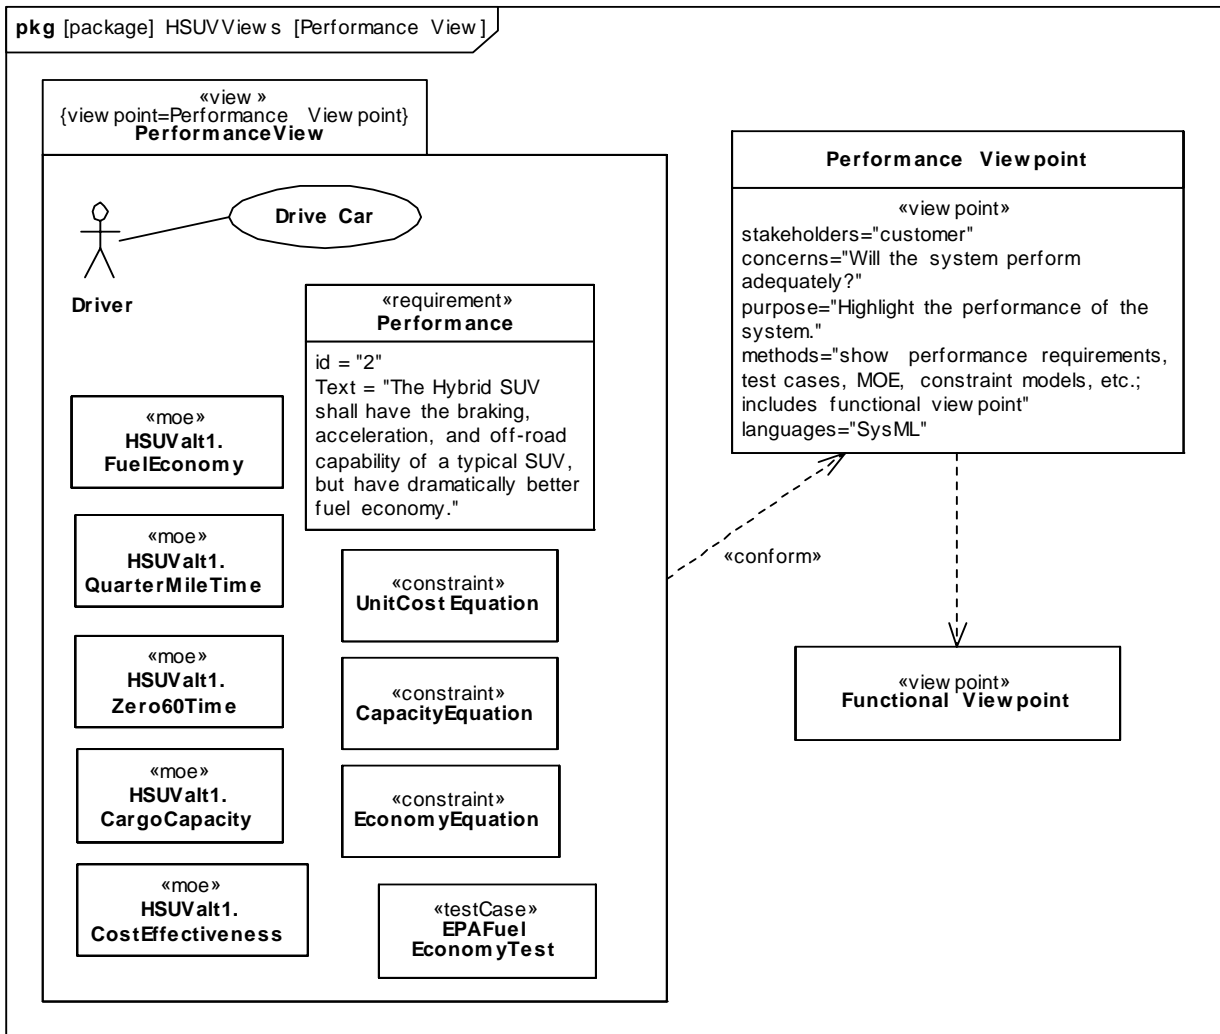 pkg [package] HSUVViews [Performance View]
«view»
{viewpoint=Performance Viewpoint}
PerformanceView
Drive Car
Driver
«requirement»
Performance
id = "2"
Text = "The Hybrid SUV
shall have the braking,
acceleration, and off-road
capability of a typical SUV,
but have dramatically better
fuel economy."
«moe»
HSUValt1.
FuelEconomy
«moe»
HSUValt1.
QuarterMileTime
«moe»
HSUValt1.
Zero60Time
«moe»
HSUValt1.
CargoCapacity
«moe»
HSUValt1.
CostEffectiveness
«constraint»
UnitCostEquation
«constraint»
CapacityEquation
«constraint»
EconomyEquation
«testCase»
EPAFuel
EconomyTest
Performance Viewpoint
«viewpoint»
stakeholders="customer"
concerns="Will the system perform
adequately?"
purpose="Highlight the performance of the
system."
methods="show performance requirements,
test cases, MOE, constraint models, etc.;
includes functional viewpoint"
languages="SysML"
«conform»
«viewpoint»
Functional Viewpoint